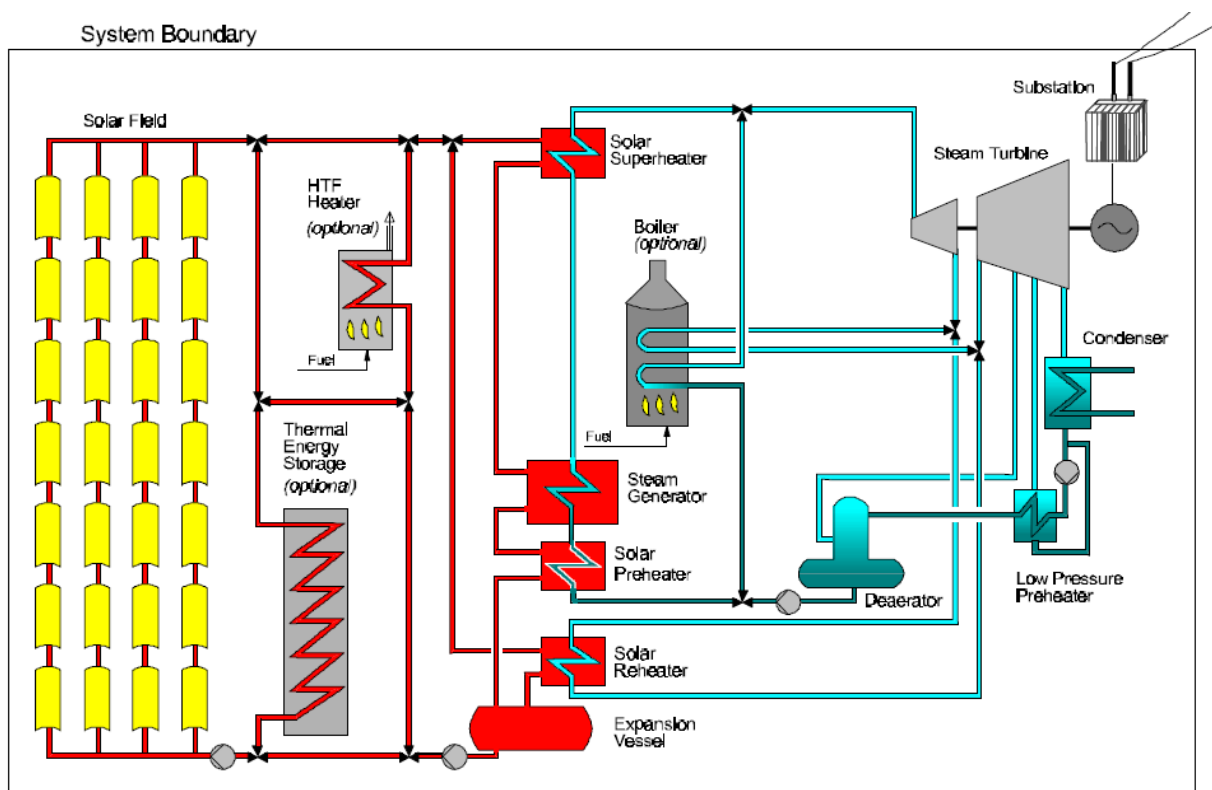 System Boundary
Substation
Solar Field
Solar
Superheater
Steam Turbine
HTF
Heater
(optional)
Boiler
(optional)
Fuel
Condenser
Thermal
Energy
Storage
(optional)
Fuel
Steam
Generator
Solar
Preheater
Deaerator
Low Pressure
Preheater
Solar
Reheater
Expansion
Vessel